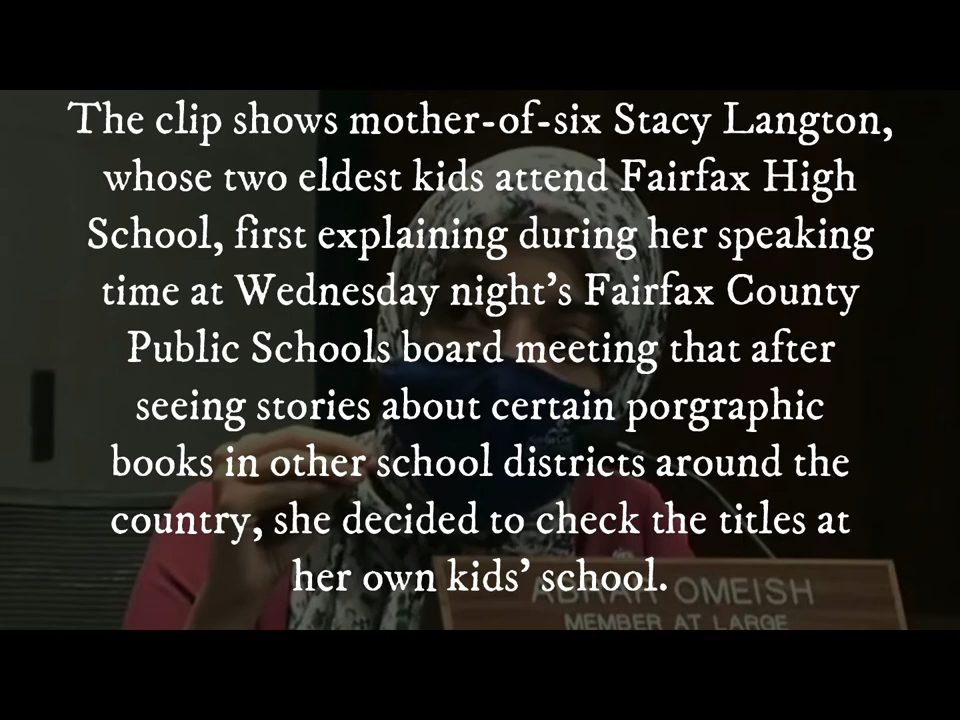 The clip shows mother-of-six Stacy Langton,
whose two eldest kids attend Fairfax High
School, first explaining during her speaking
time at Wednesday night's Fairfax County
Public Schools board meeting that after
seeing stories about certain porgraphic
books in other school districts around the
country, she decided to check the titles at
her own kids' school.
ABRAR OMEISH
MEMBER AT LARGE